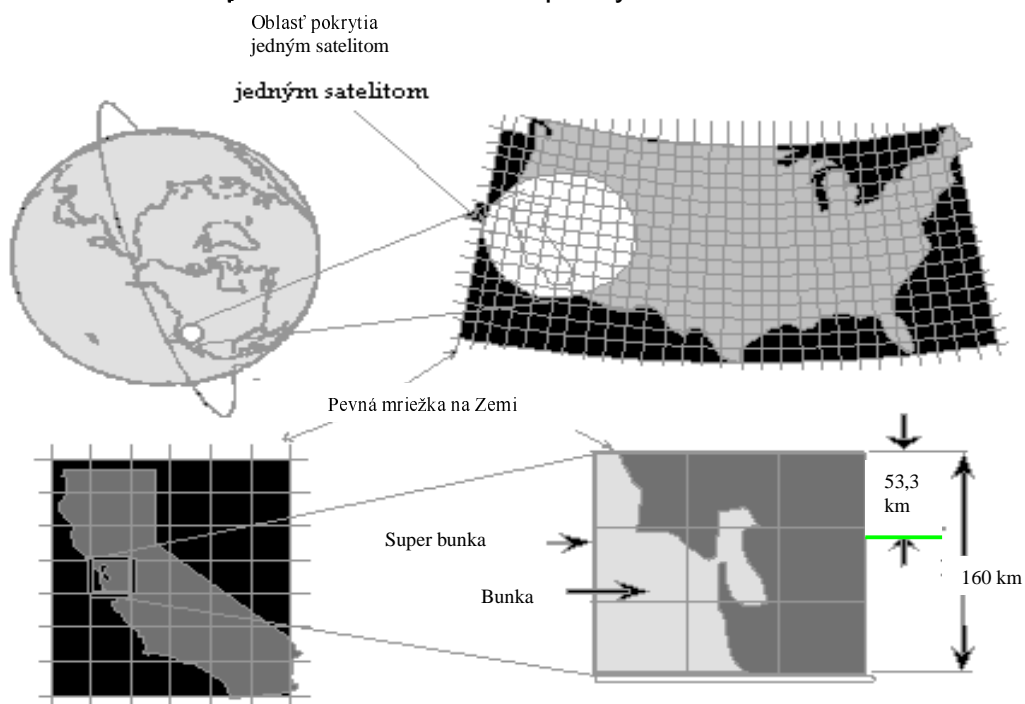 Oblasť pokrytia
jedným satelitom
jedným satelitom
Pevná mriežka na Zemi
53,3
km
Super bunka
160 km
Bunka